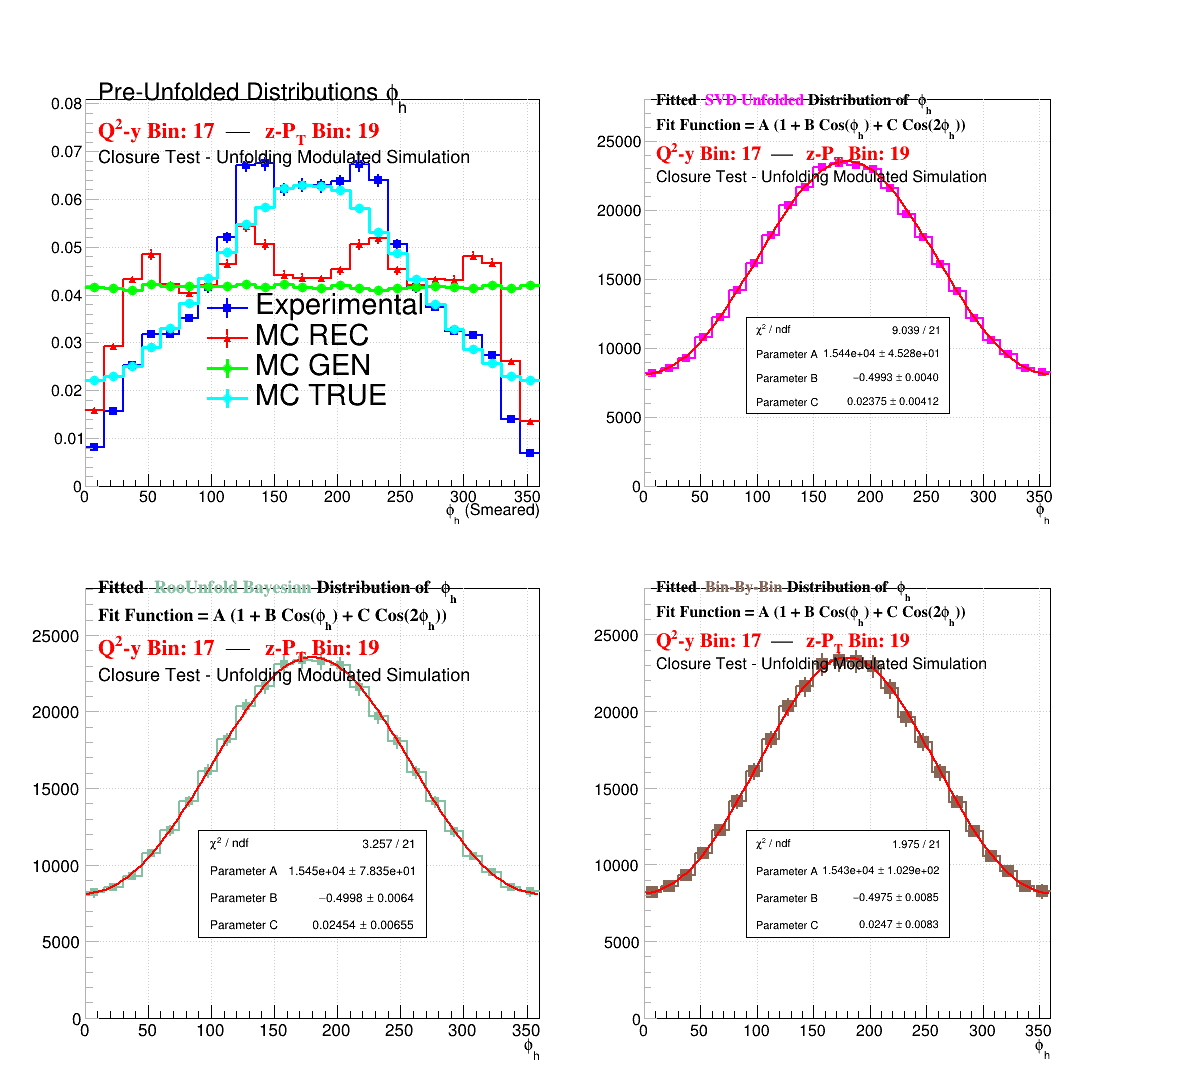 Pre-Unfolded Distributions ϕh
Q²-y Bin: 17 — z-PT Bin: 19
Closure Test - Unfolding Modulated Simulation
0.08
0.07
0.06
0.05
0.04
0.03
0.02
0.01
0
Experimental
MC REC
MC GEN
MC TRUE
0 50 100 150 200 250 300 350
ϕh (Smeared)
Fitted SVD Unfolded Distribution of ϕh
Fit Function = A (1 + B Cos(ϕh) + C Cos(2ϕh))
Q²-y Bin: 17 — z-PT Bin: 19
Closure Test - Unfolding Modulated Simulation
25000
20000
15000
10000
5000
0
χ² / ndf 9.039 / 21
Parameter A 1.544e+04 ± 4.528e+01
Parameter B −0.4993 ± 0.0040
Parameter C 0.02375 ± 0.00412
0 50 100 150 200 250 300 350
ϕh
Fitted RooUnfold Bayesian Distribution of ϕh
Fit Function = A (1 + B Cos(ϕh) + C Cos(2ϕh))
Q²-y Bin: 17 — z-PT Bin: 19
Closure Test - Unfolding Modulated Simulation
25000
20000
15000
10000
5000
0
χ² / ndf 3.257 / 21
Parameter A 1.545e+04 ± 7.835e+01
Parameter B −0.4998 ± 0.0064
Parameter C 0.02454 ± 0.00655
0 50 100 150 200 250 300 350
ϕh
Fitted Bin-By-Bin Distribution of ϕh
Fit Function = A (1 + B Cos(ϕh) + C Cos(2ϕh))
Q²-y Bin: 17 — z-PT Bin: 19
Closure Test - Unfolding Modulated Simulation
25000
20000
15000
10000
5000
0
χ² / ndf 1.975 / 21
Parameter A 1.543e+04 ± 1.029e+02
Parameter B −0.4975 ± 0.0085
Parameter C 0.0247 ± 0.0083
0 50 100 150 200 250 300 350
ϕh